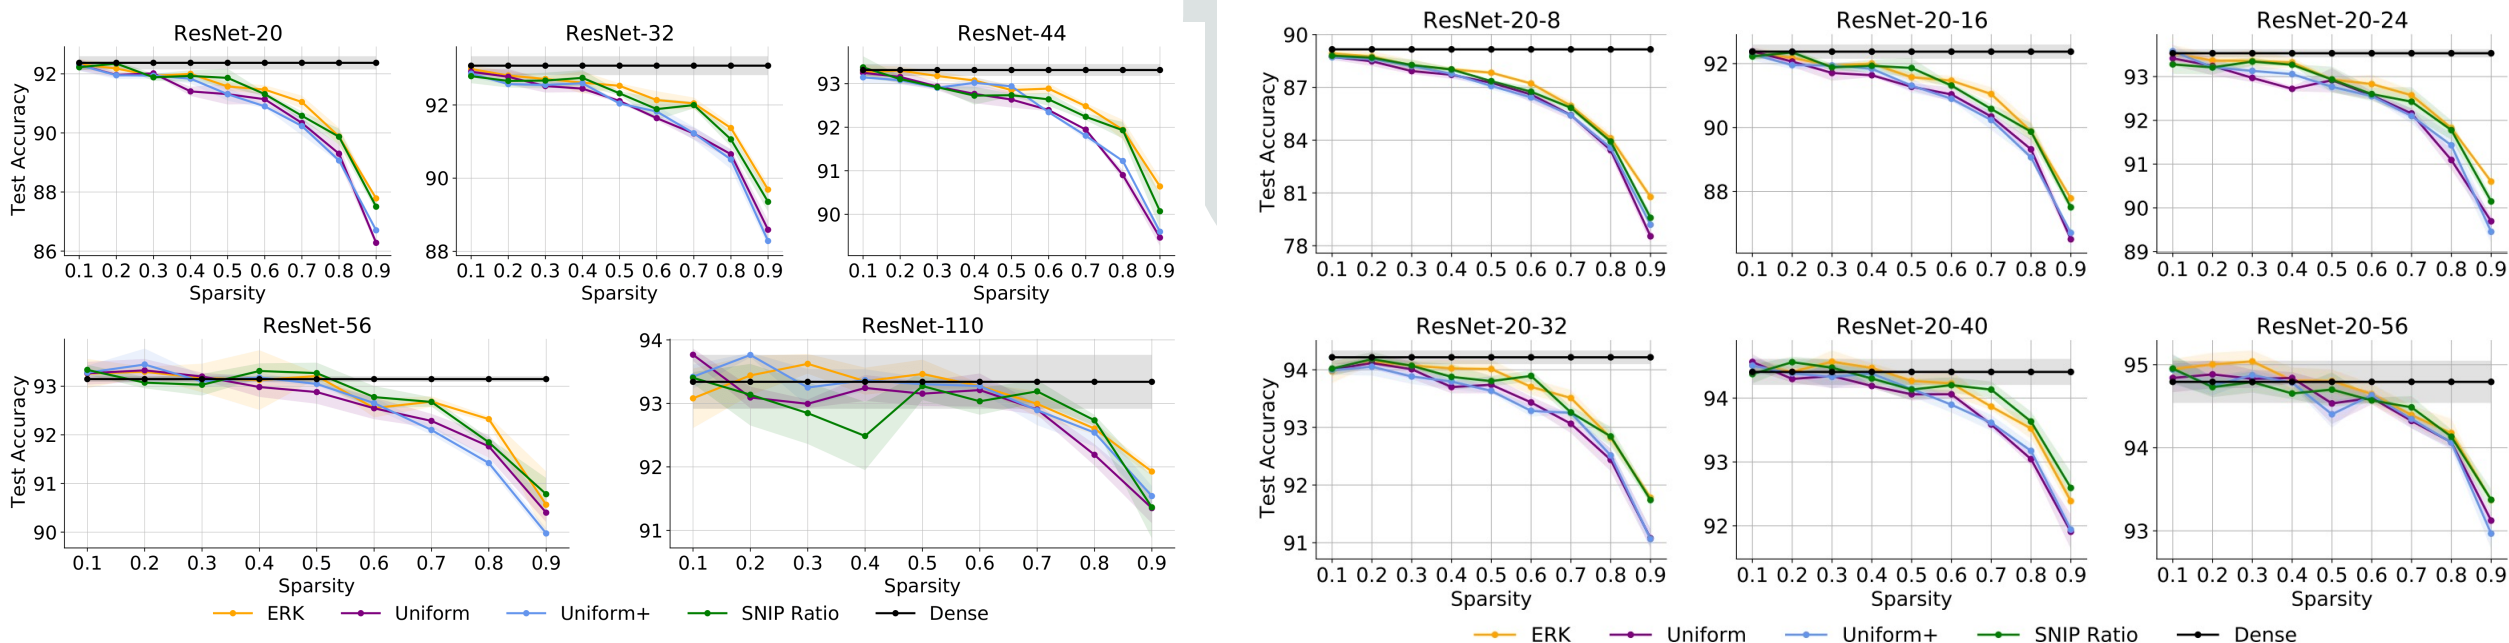 ResNet-20
ResNet-32
ResNet-44
Test Accuracy
92
90
88
86
0.1 0.2 0.3 0.4 0.5 0.6 0.7 0.8 0.9
Sparsity
92
90
88
0.1 0.2 0.3 0.4 0.5 0.6 0.7 0.8 0.9
Sparsity
93
92
91
90
0.1 0.2 0.3 0.4 0.5 0.6 0.7 0.8 0.9
Sparsity
ResNet-56
ResNet-110
Test Accuracy
93
92
91
90
0.1 0.2 0.3 0.4 0.5 0.6 0.7 0.8 0.9
Sparsity
94
93
92
91
0.1 0.2 0.3 0.4 0.5 0.6 0.7 0.8 0.9
Sparsity
ERK Uniform Uniform+ SNIP Ratio Dense
ResNet-20-8
ResNet-20-16
ResNet-20-24
Test Accuracy
90
87
84
81
78
0.1 0.2 0.3 0.4 0.5 0.6 0.7 0.8 0.9
92
90
88
0.1 0.2 0.3 0.4 0.5 0.6 0.7 0.8 0.9
93
92
91
90
89
0.1 0.2 0.3 0.4 0.5 0.6 0.7 0.8 0.9
ResNet-20-32
ResNet-20-40
ResNet-20-56
Test Accuracy
94
93
92
91
0.1 0.2 0.3 0.4 0.5 0.6 0.7 0.8 0.9
Sparsity
94
93
92
0.1 0.2 0.3 0.4 0.5 0.6 0.7 0.8 0.9
Sparsity
95
94
93
0.1 0.2 0.3 0.4 0.5 0.6 0.7 0.8 0.9
Sparsity
ERK Uniform Uniform+ SNIP Ratio Dense